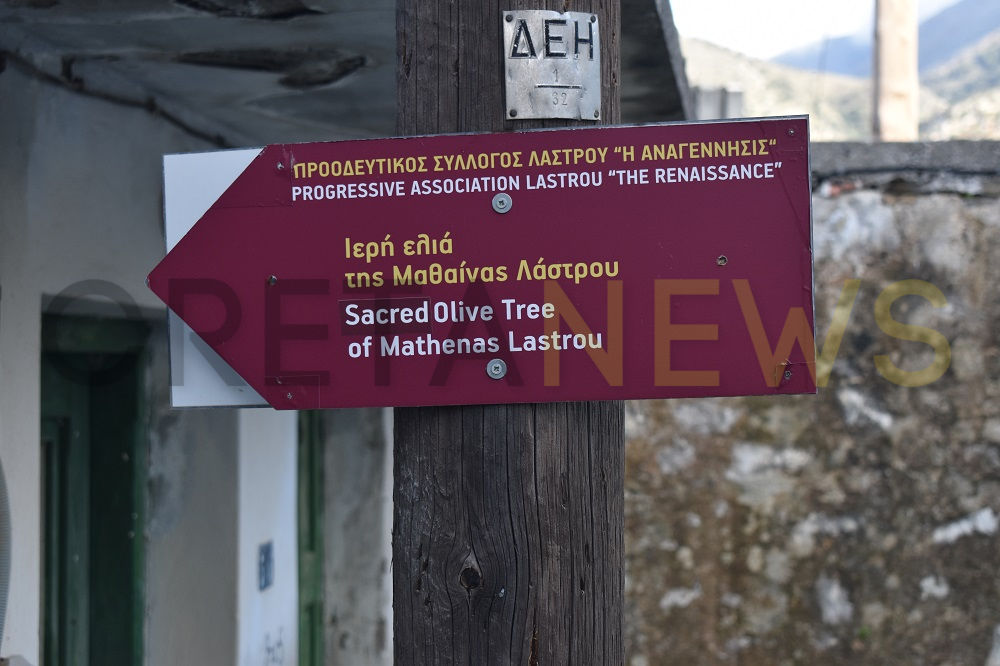 ΔΕΗ
1
32
ΠΡΟΟΔΕΥΤΙΚΟΣ ΣΥΛΛΟΓΟΣ ΛΑΣΤΡΟΥ “Η ΑΝΑΓΕΝΝΗΣΙΣ“
PROGRESSIVE ASSOCIATION LASTROU “THE RENAISSANCE”
Ιερή ελιά
της Μαθαίνας Λάστρου
Sacred Olive Tree
of Mathenas Lastrou
CRETANEWS